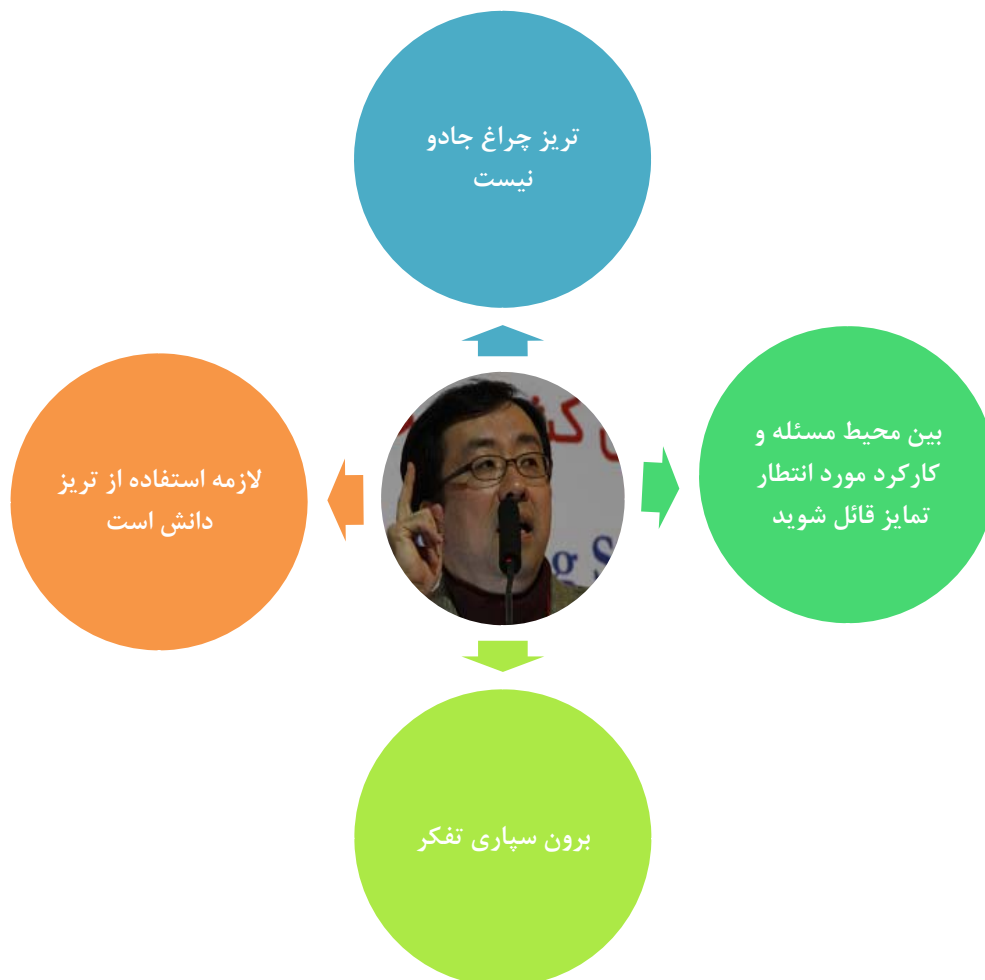 تریز چراغ جادو
نیست
بین محیط مسئله و
کارکرد مورد انتظار
تمایز قائل شوید
لازمه استفاده از تریز
دانش است
برون سپاری تفکر